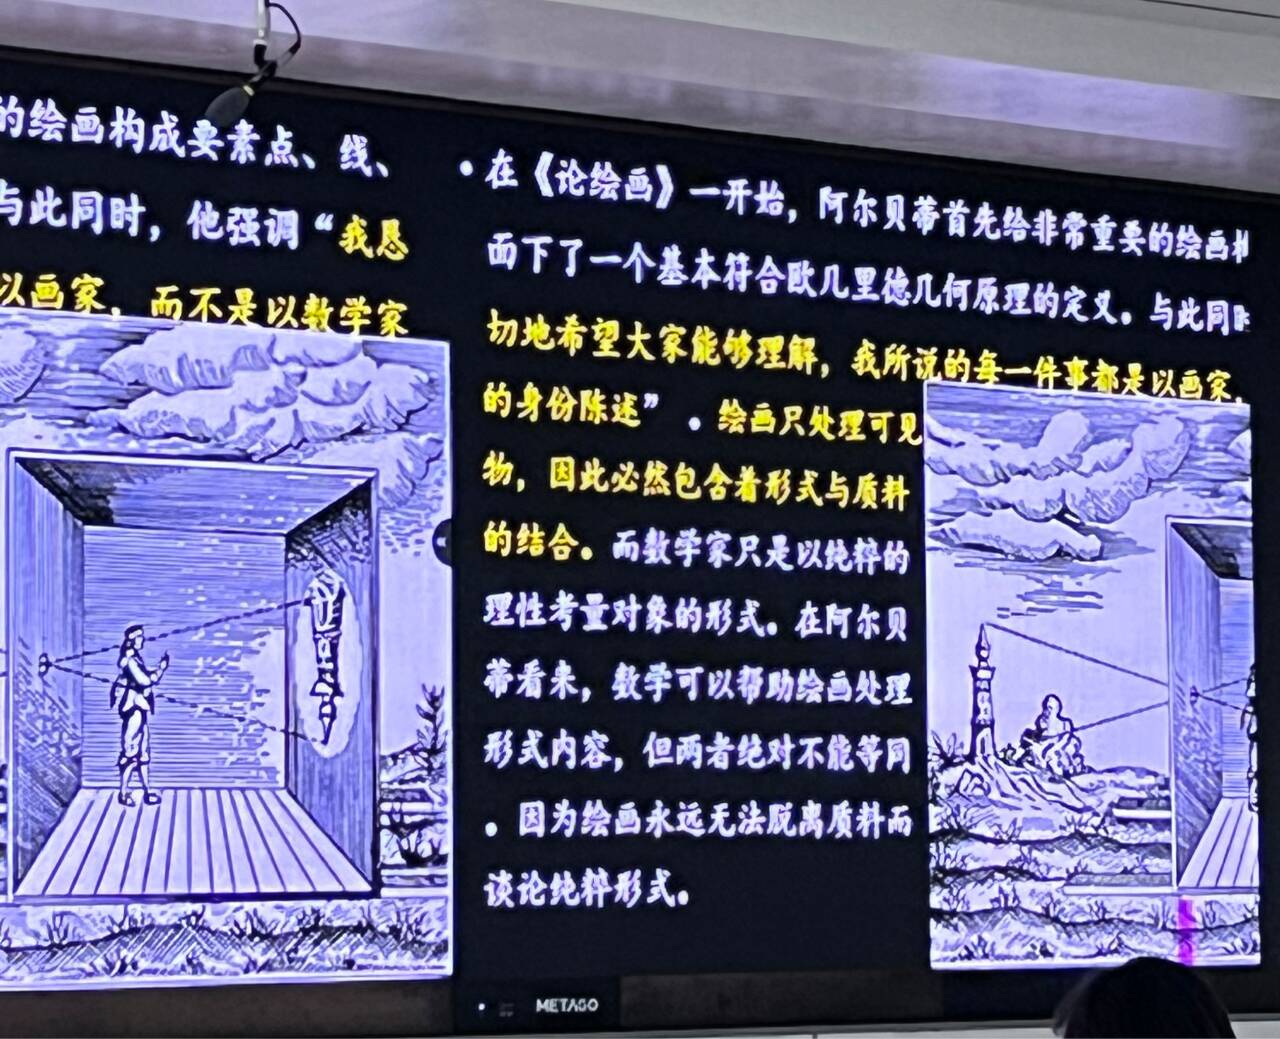 的绘画构成要素点、线、
与此同时，他强调“我恳
以画家，而不是以数学家
•在《论绘画》一开始，阿尔贝蒂首先给非常重要的绘画
面下了一个基本符合欧几里德几何原理的定义。与此同时
切地希望大家能够理解，我所说的每一件事都是以画家，
的身份陈述”。绘画只处理可见
物，因此必然包含着形式与质料
的结合。而数学家只是以纯粹的
理性考量对象的形式。在阿尔贝
蒂看来，数学可以帮助绘画处理
形式内容，但两者绝对不能等同
。因为绘画永远无法脱离质料而
谈论纯粹形式。
METAGO